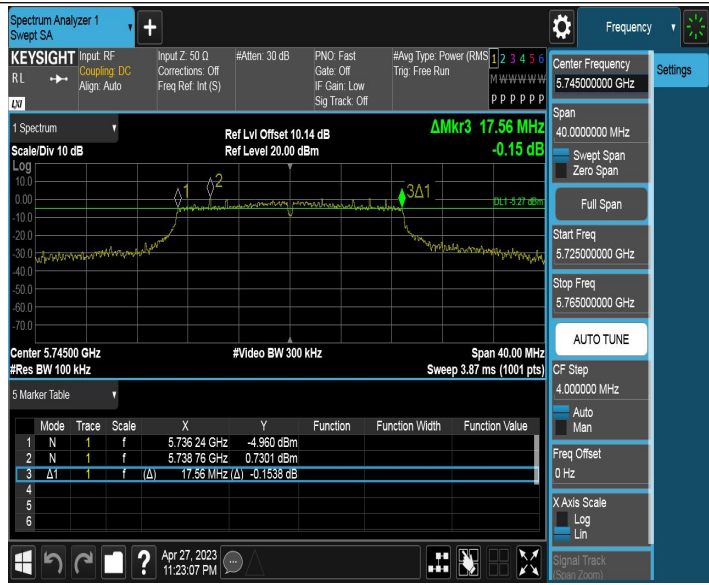 Spectrum Analyzer 1
Swept SA
+
Frequency
KEYSIGHT Input: RF
RL
Coupling: DC
Align: Auto
Input Z: 50 Ω
Corrections: Off
Freq Ref: Int (S)
#Atten: 30 dB
PNO: Fast
Gate: Off
IF Gain: Low
Sig Track: Off
#Avg Type: Power (RMS
Trig: Free Run
1 2 3 4 5 6
M W W W W W
P P P P P P
LXI
1 Spectrum
Scale/Div 10 dB
Ref Lvl Offset 10.14 dB
Ref Level 20.00 dBm
ΔMkr3 17.56 MHz
-0.15 dB
Log
10.0
0.00
-10.0
-20.0
-30.0
-40.0
-50.0
-60.0
-70.0
1
2
3Δ1
DL1 -5.27 dBm
Center 5.74500 GHz
#Video BW 300 kHz
Span 40.00 MHz
#Res BW 100 kHz
Sweep 3.87 ms (1001 pts)
5 Marker Table
Mode Trace Scale X Y Function Function Width Function Value
1 N 1 f 5.736 24 GHz -4.960 dBm
2 N 1 f 5.738 76 GHz 0.7301 dBm
3 Δ1 1 f (Δ) 17.56 MHz (Δ) -0.1538 dB
4
5
6
?
Apr 27, 2023
11:23:07 PM
Center Frequency
5.745000000 GHz
Settings
Span
40.0000000 MHz
Swept Span
Zero Span
Full Span
Start Freq
5.725000000 GHz
Stop Freq
5.765000000 GHz
AUTO TUNE
CF Step
4.000000 MHz
Auto
Man
Freq Offset
0 Hz
X Axis Scale
Log
Lin
Signal Track
(Span Zoom)